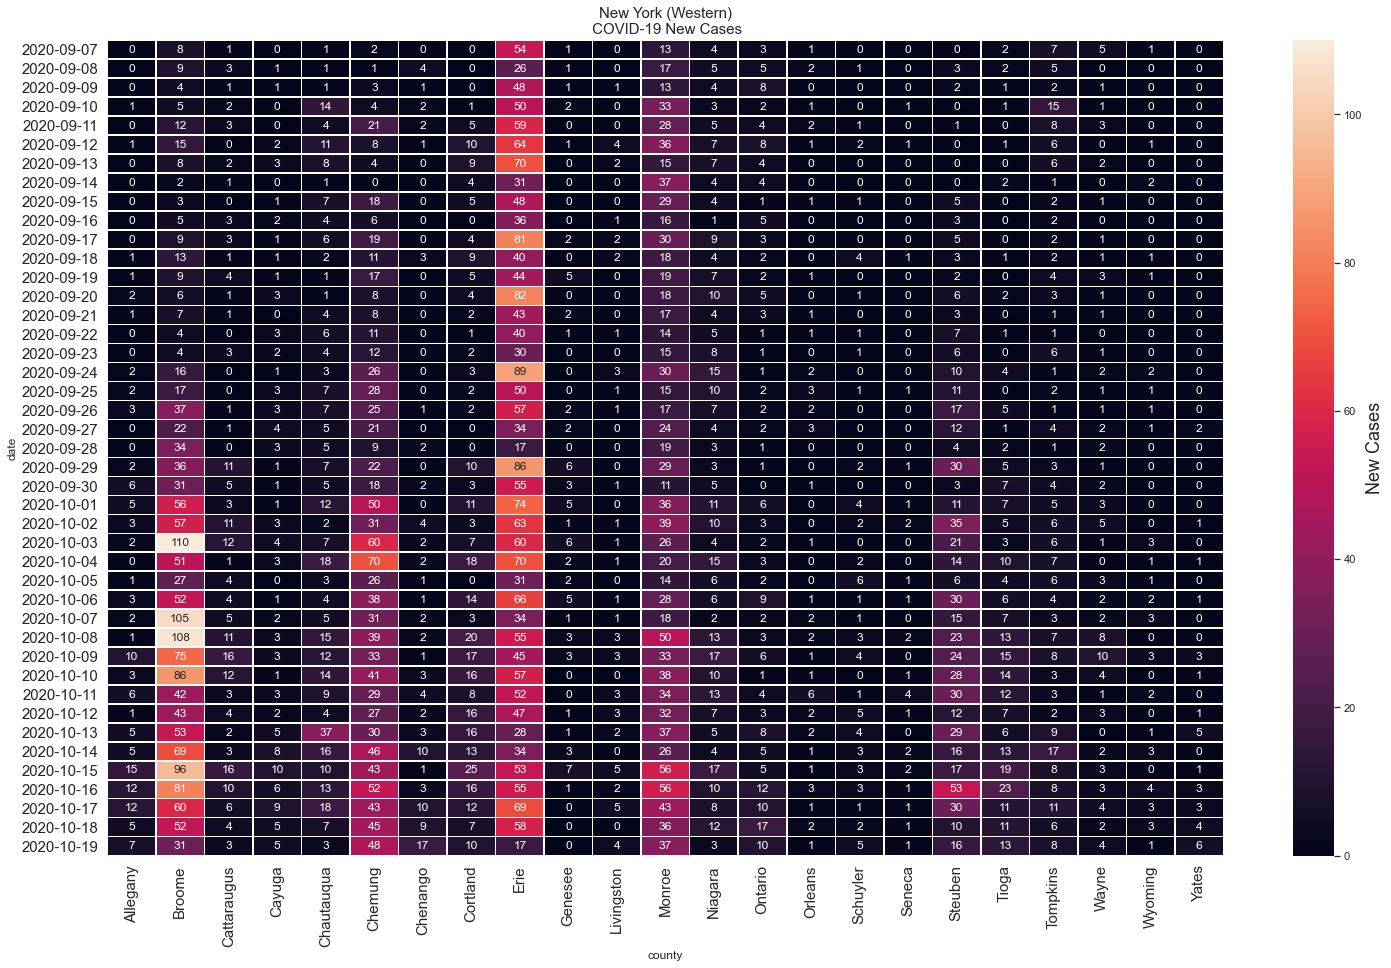 New York (Western)
COVID-19 New Cases
2020-09-07 0 8 1 0 1 2 0 0 54 1 0 13 4 3 1 0 0 0 2 7 5 1 0
2020-09-08 0 9 3 1 1 1 4 0 26 1 0 17 5 5 2 1 0 3 2 5 0 0 0
2020-09-09 0 4 1 1 1 3 1 0 48 1 1 13 4 8 0 0 0 2 1 2 1 0 0
2020-09-10 1 5 2 0 14 4 2 1 50 2 0 33 3 2 1 0 1 0 1 15 1 0 0
2020-09-11 0 12 3 0 4 21 2 5 59 0 0 28 5 4 2 1 0 1 0 8 3 0 0
2020-09-12 1 15 0 2 11 8 1 10 64 1 4 36 7 8 1 2 1 0 1 6 0 1 0
2020-09-13 0 8 2 3 8 4 0 9 70 0 2 15 7 4 0 0 0 0 0 6 2 0 0
2020-09-14 0 2 1 0 1 0 0 4 31 0 0 37 4 4 0 0 0 0 2 1 0 2 0
2020-09-15 0 3 0 1 7 18 0 5 48 0 0 29 4 1 1 1 0 5 0 2 1 0 0
2020-09-16 0 5 3 2 4 6 0 0 36 0 1 16 1 5 0 0 0 3 0 2 0 0 0
2020-09-17 0 9 3 1 6 19 0 4 81 2 2 30 9 3 0 0 0 5 0 2 1 0 0
2020-09-18 1 13 1 1 2 11 3 9 40 0 2 18 4 2 0 4 1 3 1 2 1 1 0
2020-09-19 1 9 4 1 1 17 0 5 44 5 0 19 7 2 1 0 0 2 0 4 3 1 0
2020-09-20 2 6 1 3 1 8 0 4 82 0 0 18 10 5 0 1 0 6 2 3 1 0 0
2020-09-21 1 7 1 0 4 8 0 2 43 2 0 17 4 3 1 0 0 3 0 1 1 0 0
2020-09-22 0 4 0 3 6 11 0 1 40 1 1 14 5 1 1 1 0 7 1 1 0 0 0
2020-09-23 0 4 3 2 4 12 0 2 30 0 0 15 8 1 0 1 0 6 0 6 1 0 0
2020-09-24 2 16 0 1 3 26 0 3 89 0 3 30 15 1 2 0 0 10 4 1 2 2 0
2020-09-25 2 17 0 3 7 28 0 2 50 0 1 15 10 2 3 1 1 11 0 2 1 1 0
2020-09-26 3 37 1 3 7 25 1 2 57 2 1 17 7 2 2 0 0 17 5 1 1 1 0
2020-09-27 0 22 1 4 5 21 0 0 34 2 0 24 4 2 3 0 0 12 1 4 2 1 2
2020-09-28 0 34 0 3 5 9 2 0 17 0 0 19 3 1 0 0 0 4 2 1 2 0 0
2020-09-29 2 36 11 1 7 22 0 10 86 6 0 29 3 1 0 2 1 30 5 3 1 0 0
2020-09-30 6 31 5 1 5 18 2 3 55 3 1 11 5 0 1 0 0 3 7 4 2 0 0
2020-10-01 5 56 3 1 12 50 0 11 74 5 0 36 11 6 0 4 1 11 7 5 3 0 0
2020-10-02 3 57 11 3 2 31 4 3 63 1 1 39 10 3 0 2 2 35 5 6 5 0 1
2020-10-03 2 110 12 4 7 60 2 7 60 6 1 26 4 2 1 0 0 21 3 6 1 3 0
2020-10-04 0 51 1 3 18 70 2 18 70 2 1 20 15 3 0 2 0 14 10 7 0 1 1
2020-10-05 1 27 4 0 3 26 1 0 31 2 0 14 6 2 0 6 1 6 4 6 3 1 0
2020-10-06 3 52 4 1 4 38 1 14 66 5 1 28 6 9 1 1 1 30 6 4 2 2 1
2020-10-07 2 105 5 2 5 31 2 3 34 1 1 18 2 2 2 1 0 15 7 3 2 3 0
2020-10-08 1 108 11 3 15 39 2 20 55 3 3 50 13 3 2 3 2 23 13 7 8 0 0
2020-10-09 10 75 16 3 12 33 1 17 45 3 3 33 17 6 1 4 0 24 15 8 10 3 3
2020-10-10 3 86 12 1 14 41 3 16 57 0 0 38 10 1 1 0 1 28 14 3 4 0 1
2020-10-11 6 42 3 3 9 29 4 8 52 0 3 34 13 4 6 1 4 30 12 3 1 2 0
2020-10-12 1 43 4 2 4 27 2 16 47 1 3 32 7 3 2 5 1 12 7 2 3 0 1
2020-10-13 5 53 2 5 37 30 3 16 28 1 2 37 5 8 2 4 0 29 6 9 0 1 5
2020-10-14 5 69 3 8 16 46 10 13 34 3 0 26 4 5 1 3 2 16 13 17 2 3 0
2020-10-15 15 96 16 10 10 43 1 25 53 7 5 56 17 5 1 3 2 17 19 8 3 0 1
2020-10-16 12 81 10 6 13 52 3 16 55 1 2 56 10 12 3 3 1 53 23 8 3 4 3
2020-10-17 12 60 6 9 18 43 10 12 69 0 5 43 8 10 1 1 1 30 11 11 4 3 3
2020-10-18 5 52 4 5 7 45 9 7 58 0 0 36 12 17 2 2 1 10 11 6 2 3 4
2020-10-19 7 31 3 5 3 48 17 10 17 0 4 37 3 10 1 5 1 16 13 8 4 1 6
date
Allegany Broome Cattaraugus Cayuga Chautauqua Chemung Chenango Cortland Erie Genesee Livingston Monroe Niagara Ontario Orleans Schuyler Seneca Steuben Tioga Tompkins Wayne Wyoming Yates
county
100
80
60
40
20
0
New Cases